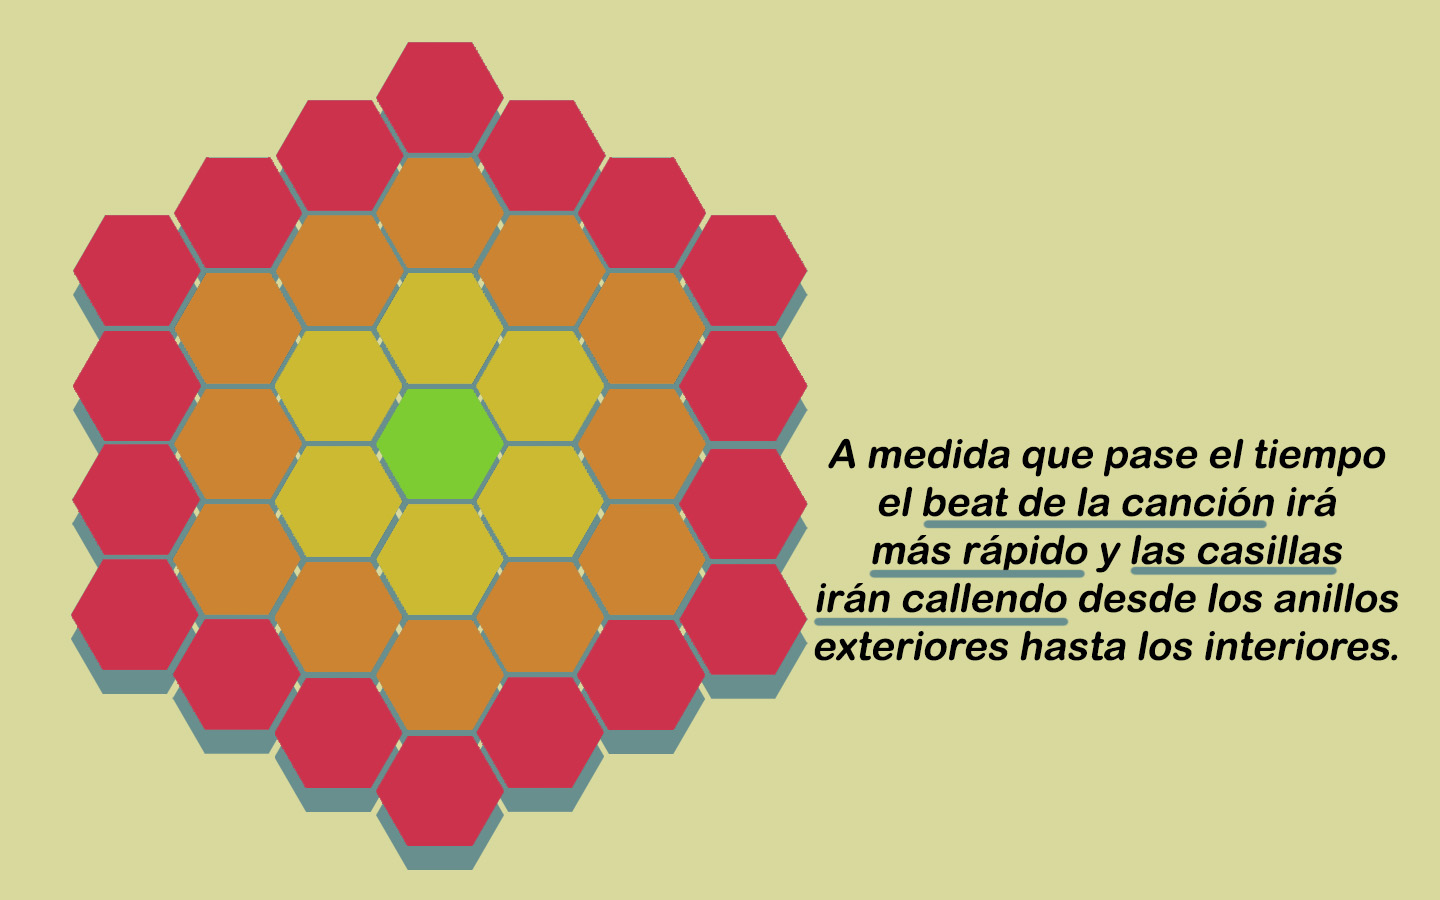 A medida que pase el tiempo
el beat de la canción irá
más rápido y las casillas
irán callendo desde los anillos
exteriores hasta los interiores.